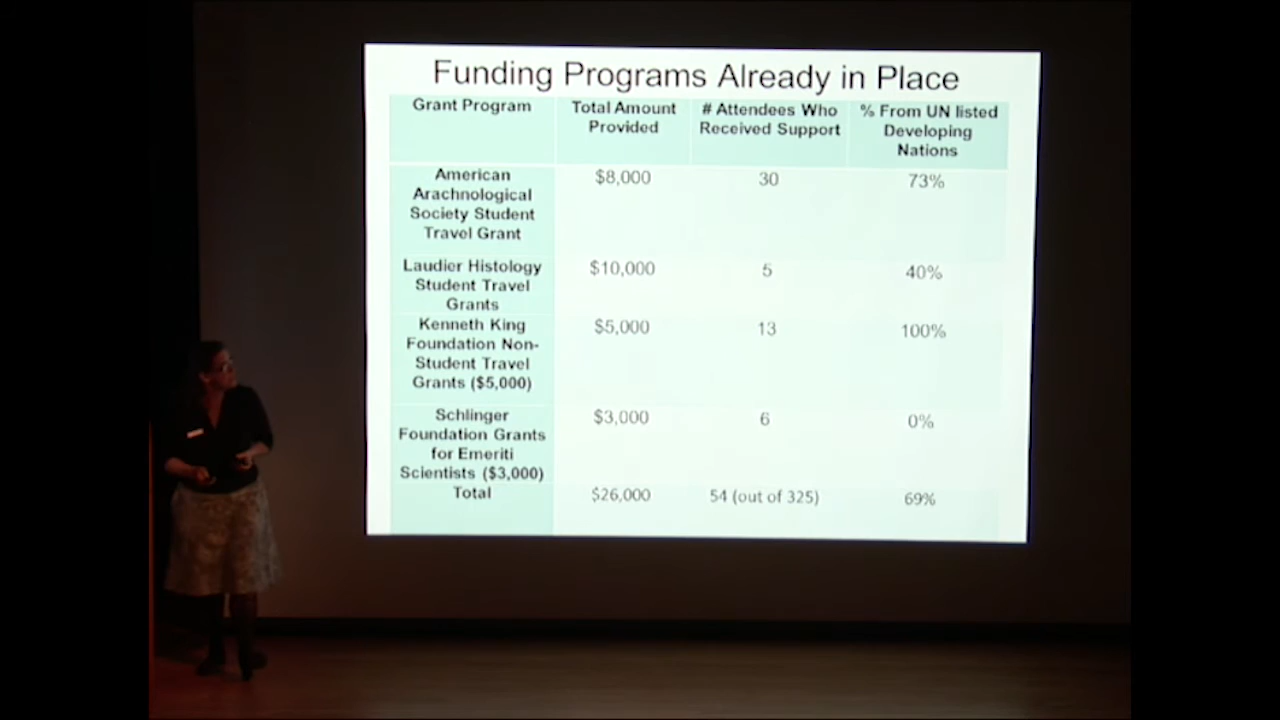 Funding Programs Already in Place
Grant Program
Total Amount
Provided
# Attendees Who
Received Support
% From UN listed
Developing
Nations
American
Arachnological
Society Student
Travel Grant
$8,000
30
73%
Laudier Histology
Student Travel
Grants
$10,000
5
40%
Kenneth King
Foundation Non-
Student Travel
Grants ($5,000)
$5,000
13
100%
Schlinger
Foundation Grants
for Emeriti
Scientists ($3,000)
$3,000
6
0%
Total
$26,000
54 (out of 325)
69%